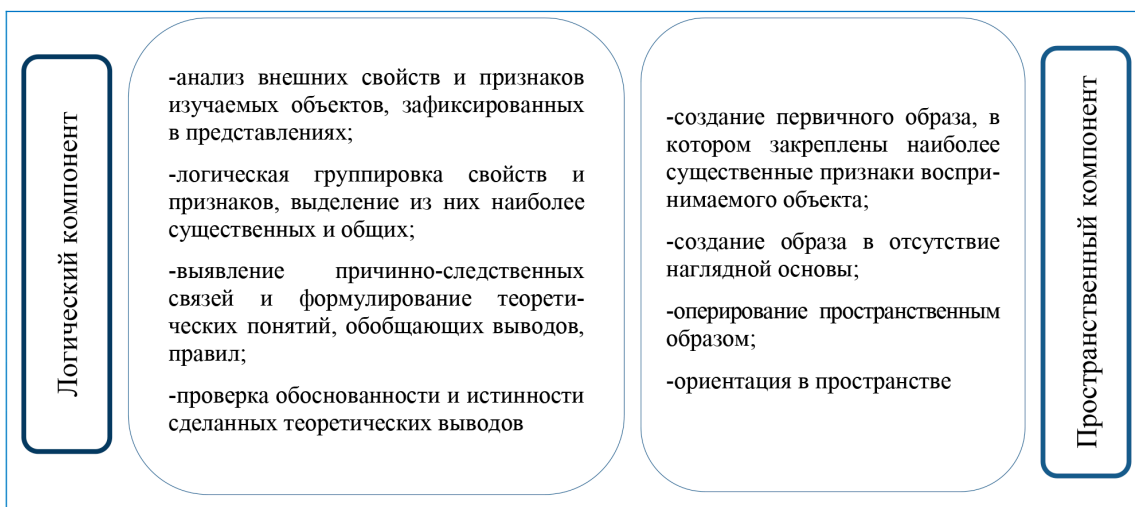 Логический компонент
-анализ внешних свойств и признаков
изучаемых объектов, зафиксированных
в представлениях;
-логическая группировка свойств и
признаков, выделение из них наиболее
существенных и общих;
-выявление причинно-следственных
связей и формулирование теорети-
ческих понятий, обобщающих выводов,
правил;
-проверка обоснованности и истинности
сделанных теоретических выводов
-создание первичного образа, в
котором закреплены наиболее
существенные признаки воспри-
нимаемого объекта;
-создание образа в отсутствие
наглядной основы;
-оперирование пространственным
образом;
-ориентация в пространстве
Пространственный компонент